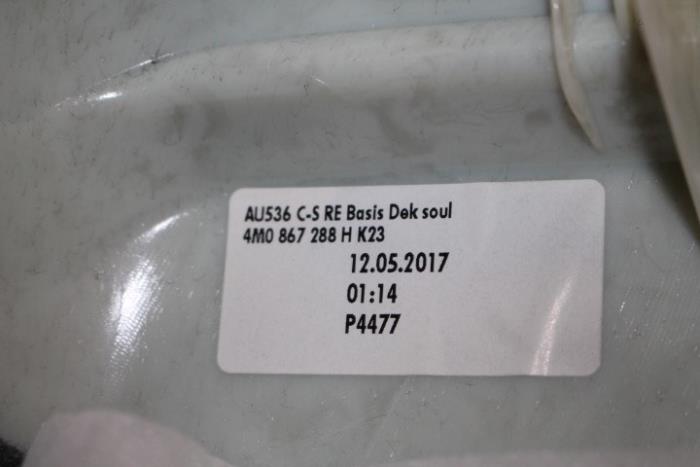 AU536 C-S RE Basis Dek soul
4M0 867 288 H K23
12.05.2017
01:14
P4477